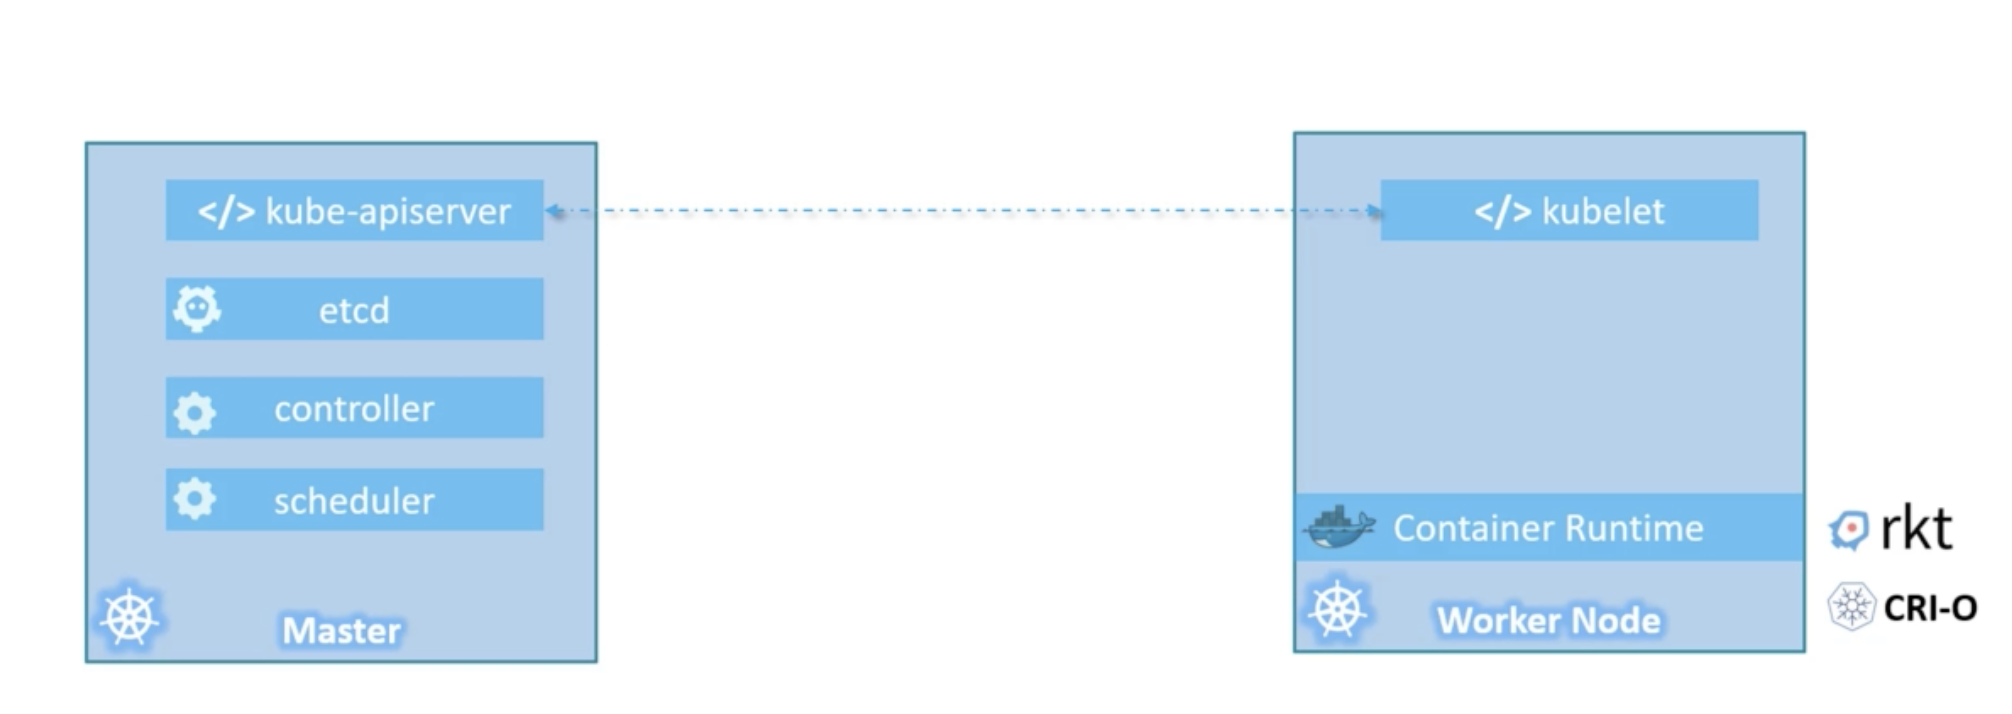 </> kube-apiserver
etcd
controller
scheduler
Master
</> kubelet
Container Runtime
Worker Node
rkt
CRI-O